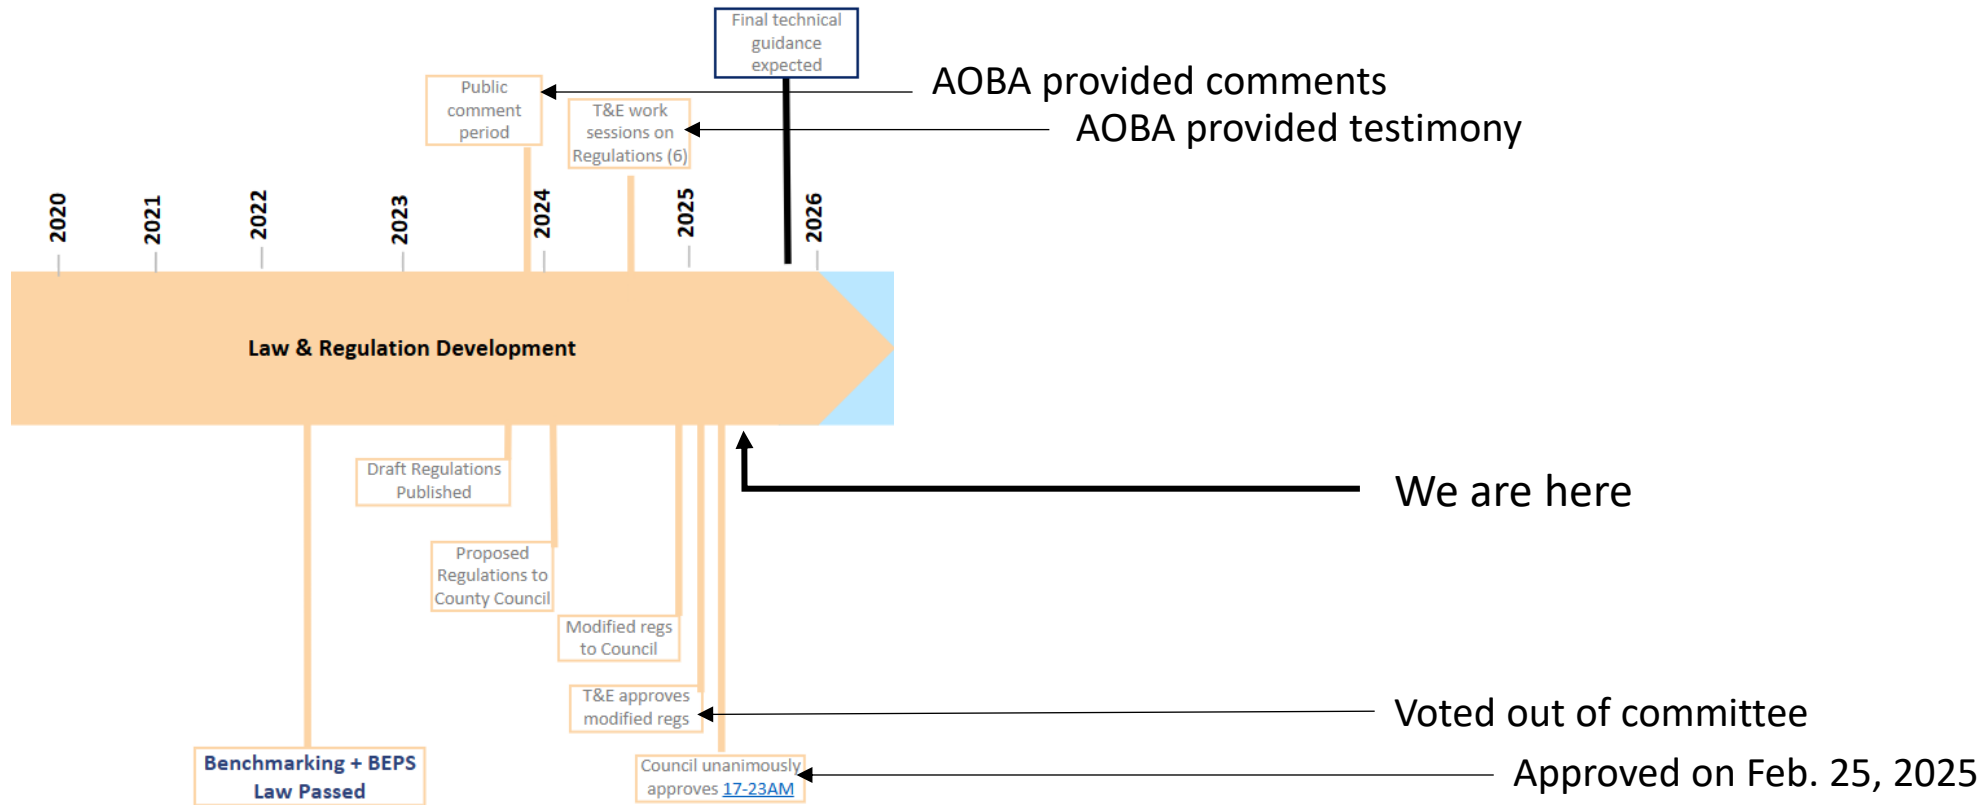 Final technical
guidance
expected
Public
comment
period
AOBA provided comments
T&E work
sessions on
Regulations (6)
AOBA provided testimony
2020
2021
2022
2023
2024
2025
2026
Law & Regulation Development
Draft Regulations
Published
We are here
Proposed
Regulations to
County Council
Modified regs
to Council
T&E approves
modified regs
Voted out of committee
Benchmarking + BEPS
Law Passed
Council unanimously
approves 17-23AM
Approved on Feb. 25, 2025